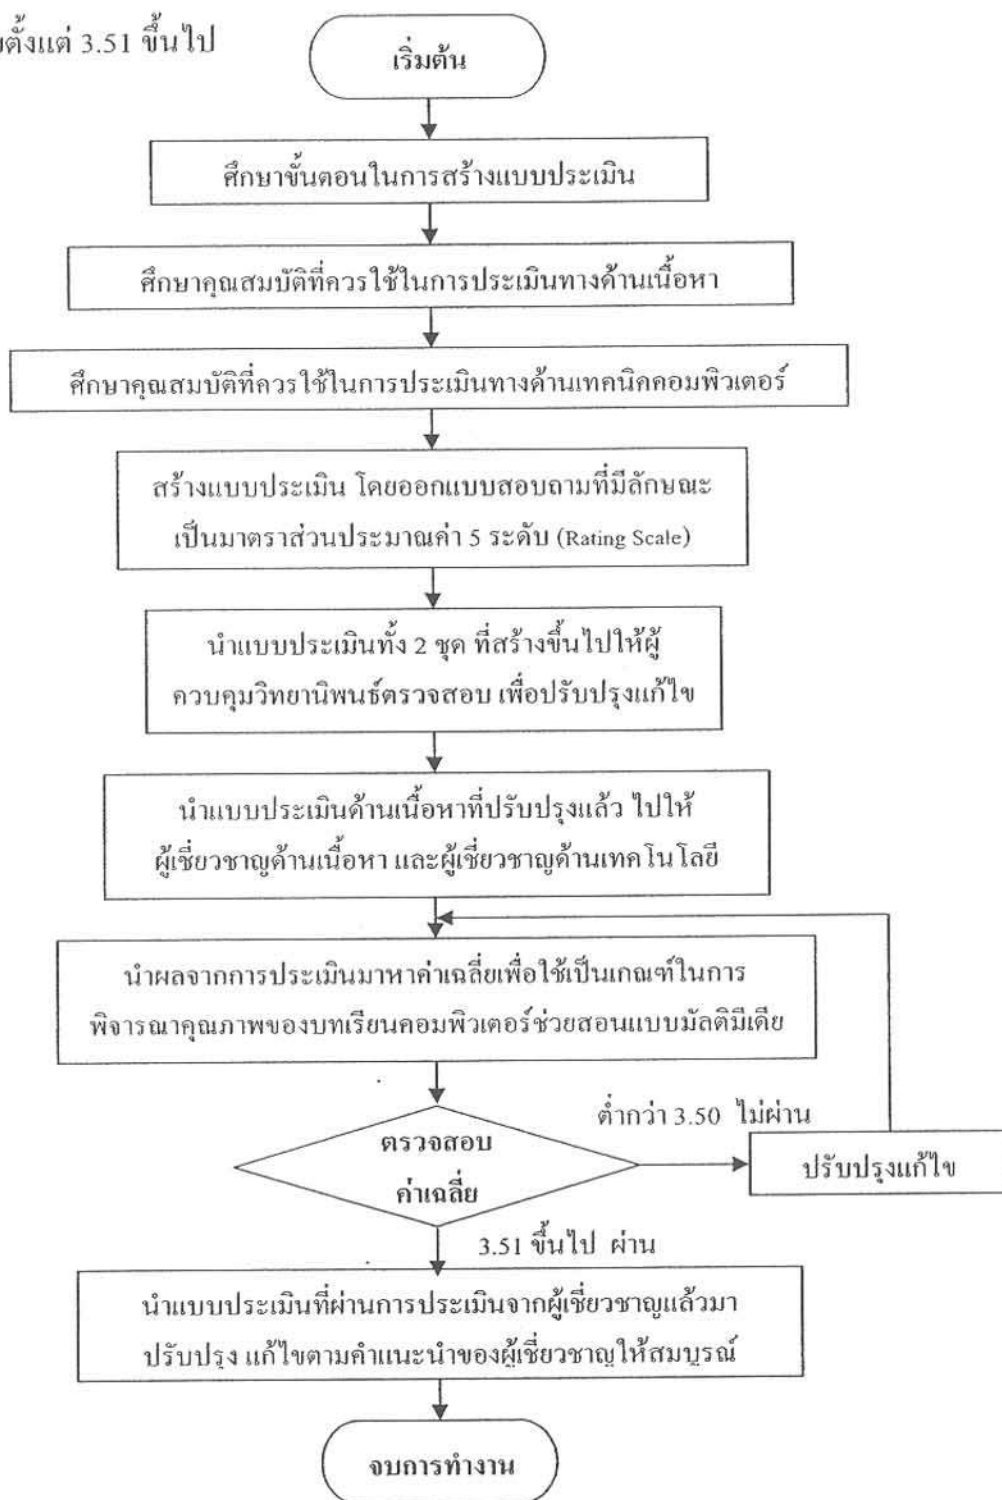 ตั้งแต่ 3.51 ขึ้นไป
เริ่มต้น
ศึกษาขั้นตอนในการสร้างแบบประเมิน
ศึกษาคุณสมบัติที่ควรใช้ในการประเมินทางด้านเนื้อหา
ศึกษาคุณสมบัติที่ควรใช้ในการประเมินทางด้านเทคนิคคอมพิวเตอร์
สร้างแบบประเมิน โดยออกแบบสอบถามที่มีลักษณะ
เป็นมาตราส่วนประมาณค่า 5 ระดับ (Rating Scale)
นำแบบประเมินทั้ง 2 ชุด ที่สร้างขึ้นไปให้ผู้
ควบคุมวิทยานิพนธ์ตรวจสอบ เพื่อปรับปรุงแก้ไข
นำแบบประเมินด้านเนื้อหาที่ปรับปรุงแล้ว ไปให้
ผู้เชี่ยวชาญด้านเนื้อหา และผู้เชี่ยวชาญด้านเทคโนโลยี
นำผลจากการประเมินมาหาค่าเฉลี่ยเพื่อใช้เป็นเกณฑ์ในการ
พิจารณาคุณภาพของบทเรียนคอมพิวเตอร์ช่วยสอนแบบมัลติมีเดีย
ต่ำกว่า 3.50 ไม่ผ่าน
ตรวจสอบ
ค่าเฉลี่ย
ปรับปรุงแก้ไข
3.51 ขึ้นไป ผ่าน
นำแบบประเมินที่ผ่านการประเมินจากผู้เชี่ยวชาญแล้วมา
ปรับปรุง แก้ไขตามคำแนะนำของผู้เชี่ยวชาญให้สมบูรณ์
จบการทำงาน